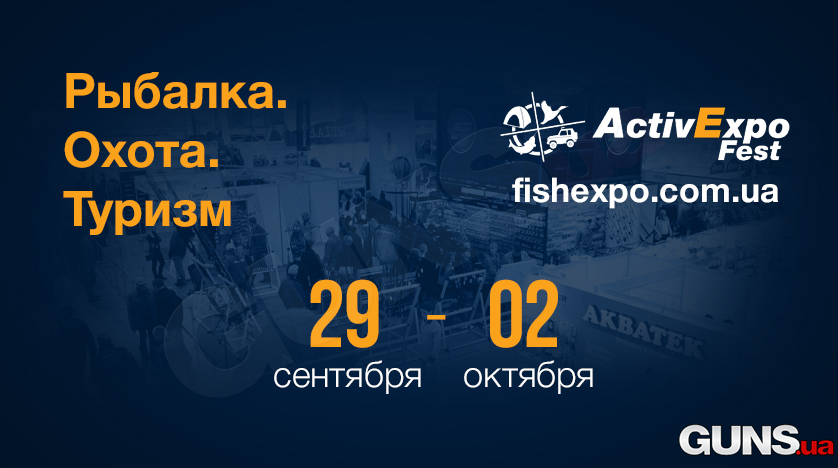 Рыбалка.
Охота.
Туризм
ActivExpo
Fest
fishexpo.com.ua
29 - 02
сентября октября
АКВАТЕК
GUNS.ua